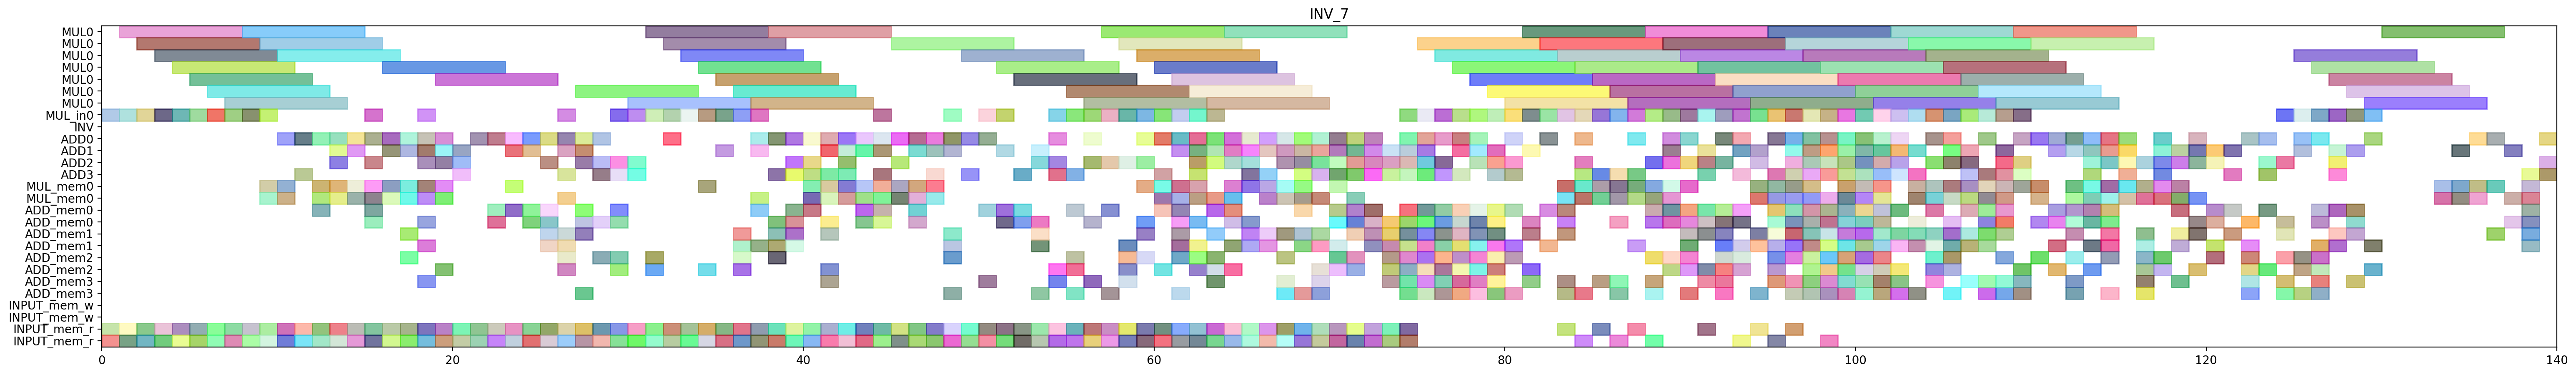 INV_7
MUL0
MUL0
MUL0
MUL0
MUL0
MUL0
MUL0
MUL_in0
INV
ADD0
ADD1
ADD2
ADD3
MUL_mem0
MUL_mem0
ADD_mem0
ADD_mem0
ADD_mem1
ADD_mem1
ADD_mem2
ADD_mem2
ADD_mem3
ADD_mem3
INPUT_mem_w
INPUT_mem_w
INPUT_mem_r
INPUT_mem_r
0 20 40 60 80 100 120 140